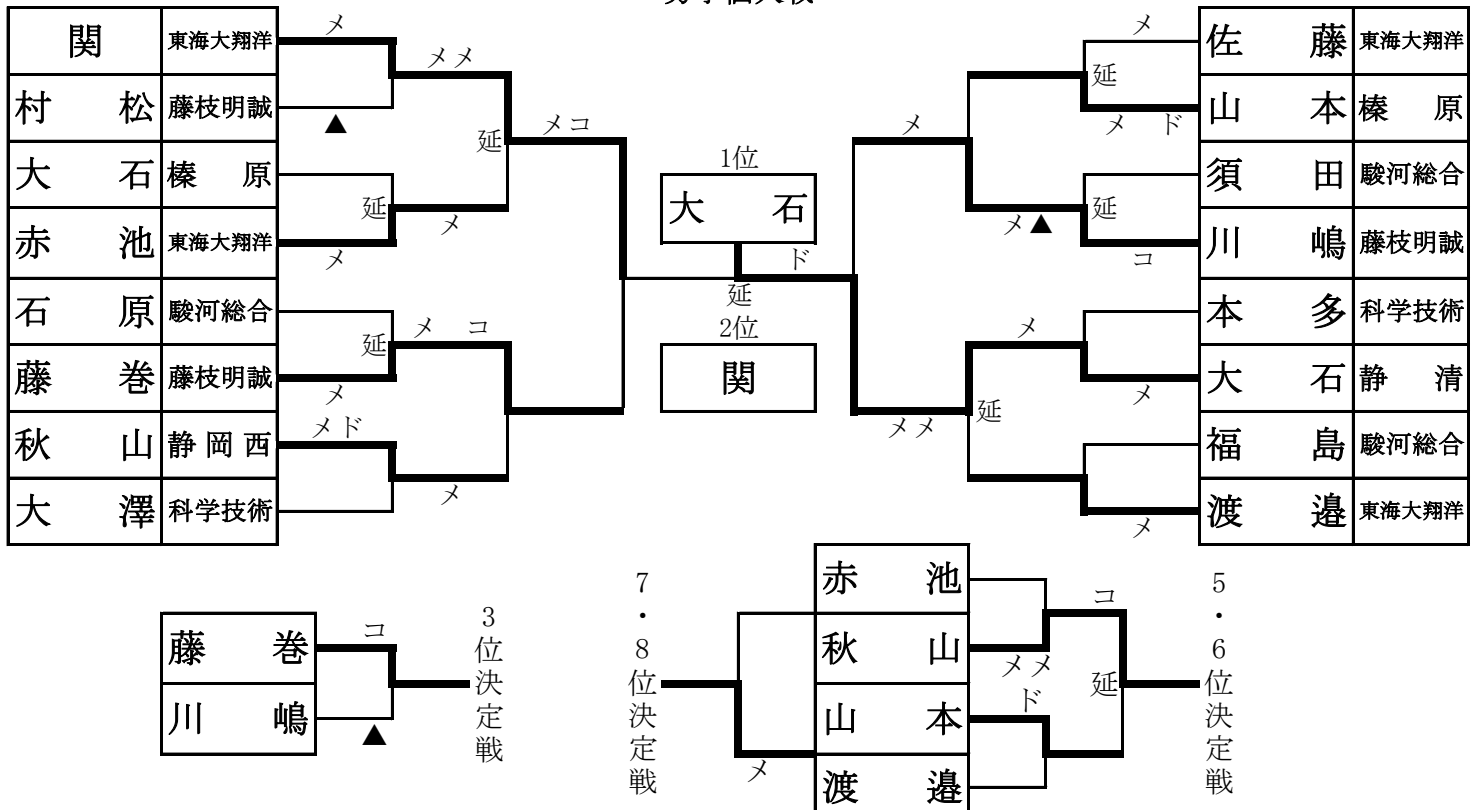 関 東海大翔洋
村 松 藤枝明誠
大 石 榛 原
赤 池 東海大翔洋
石 原 駿河総合
藤 巻 藤枝明誠
秋 山 静岡西
大 澤 科学技術
メ
▲
延
メ
延
メ
メド
メメ
メ
メ コ
メ
延
メコ
1位
大 石
ド
延
2位
関
メ
メメ
メ▲
延
メ
延
メ ド
延
コ
メ
メ
メ
佐 藤 東海大翔洋
山 本 榛 原
須 田 駿河総合
川 嶋 藤枝明誠
本 多 科学技術
大 石 静 清
福 島 駿河総合
渡 邉 東海大翔洋
藤 巻
川 嶋
コ
▲
3位決定戦
7・8位決定戦
メ
赤 池
秋 山
山 本
渡 邉
メメ
ド
コ
延
5・6位決定戦